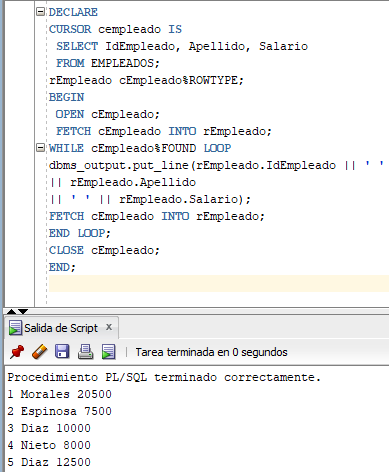 DECLARE
CURSOR cempleado IS
SELECT IdEmpleado, Apellido, Salario
FROM EMPLEADOS;
rEmpleado cEmpleado%ROWTYPE;
BEGIN
OPEN cEmpleado;
FETCH cEmpleado INTO rEmpleado;
WHILE cEmpleado%FOUND LOOP
dbms_output.put_line(rEmpleado.IdEmpleado || ' '
|| rEmpleado.Apellido
|| ' ' || rEmpleado.Salario);
FETCH cEmpleado INTO rEmpleado;
END LOOP;
CLOSE cEmpleado;
END;
Salida de Script x
Tarea terminada en 0 segundos
Procedimiento PL/SQL terminado correctamente.
1 Morales 20500
2 Espinosa 7500
3 Diaz 10000
4 Nieto 8000
5 Diaz 12500